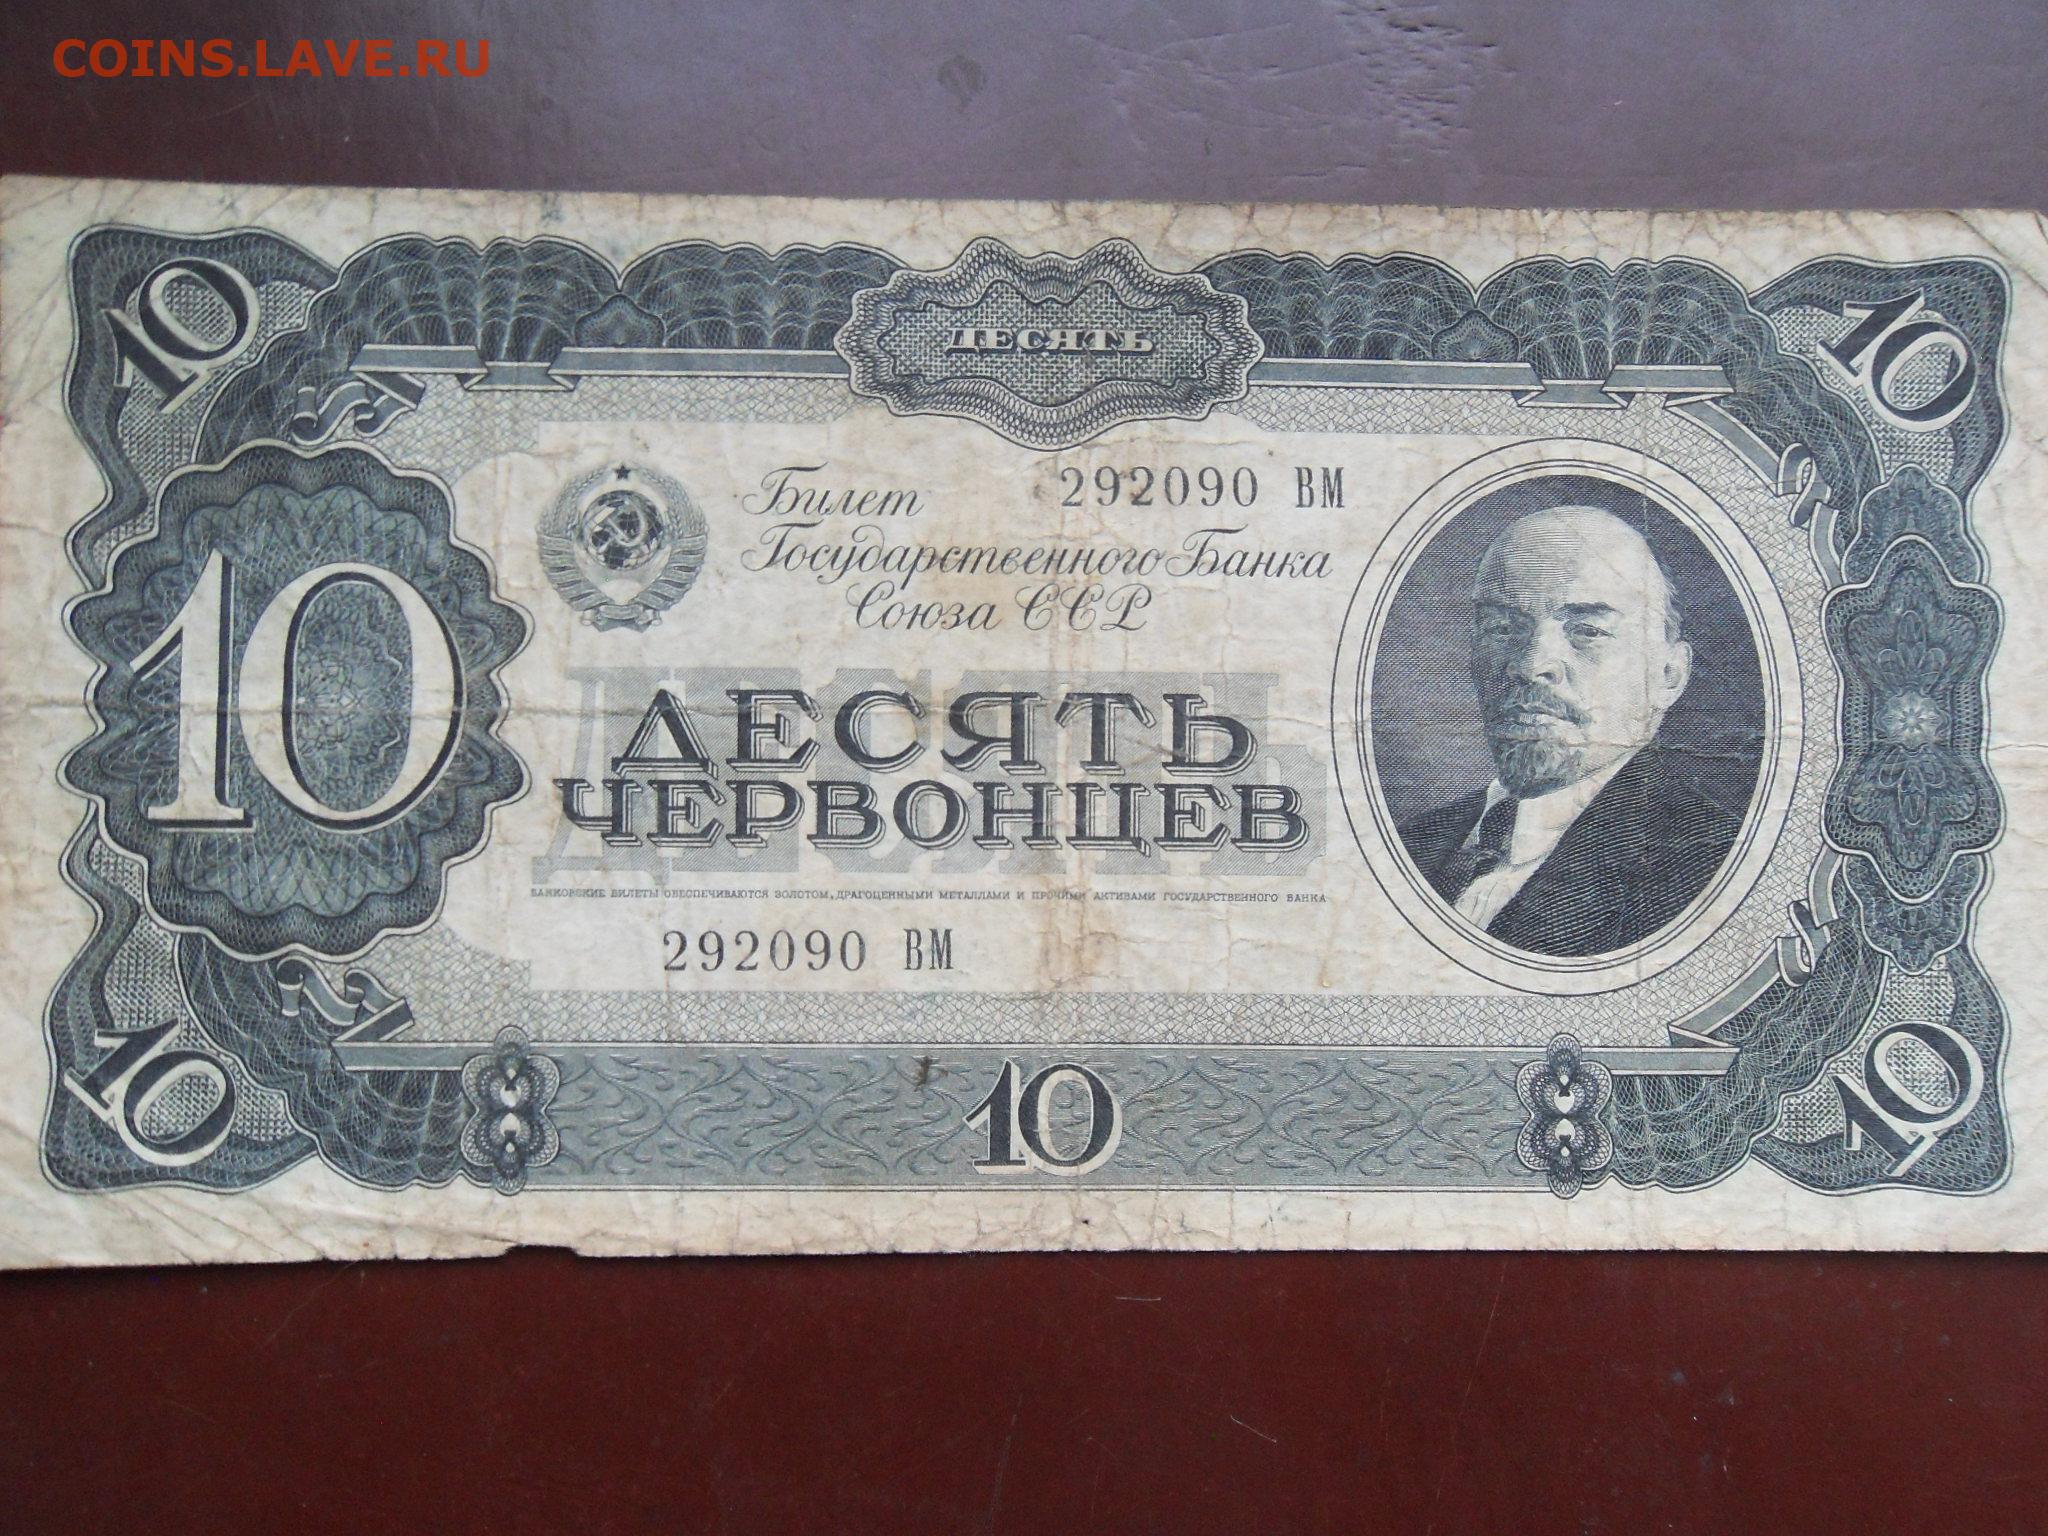 COINS.LAVE.RU
10
ДЕСЯТЬ
10
Билет
292090 ВМ
Государственного Банка
Союза ССР
10
ДЕСЯТЬ
ДЕСЯТЬ
ЧЕРВОНЦЕВ
БАНКОВСКИЕ БИЛЕТЫ ОБЕСПЕЧИВАЮТСЯ ЗОЛОТОМ, ДРАГОЦЕННЫМИ МЕТАЛЛАМИ И ПРОЧИМИ АКТИВАМИ ГОСУДАРСТВЕННОГО БАНКА
292090 ВМ
10
10
10